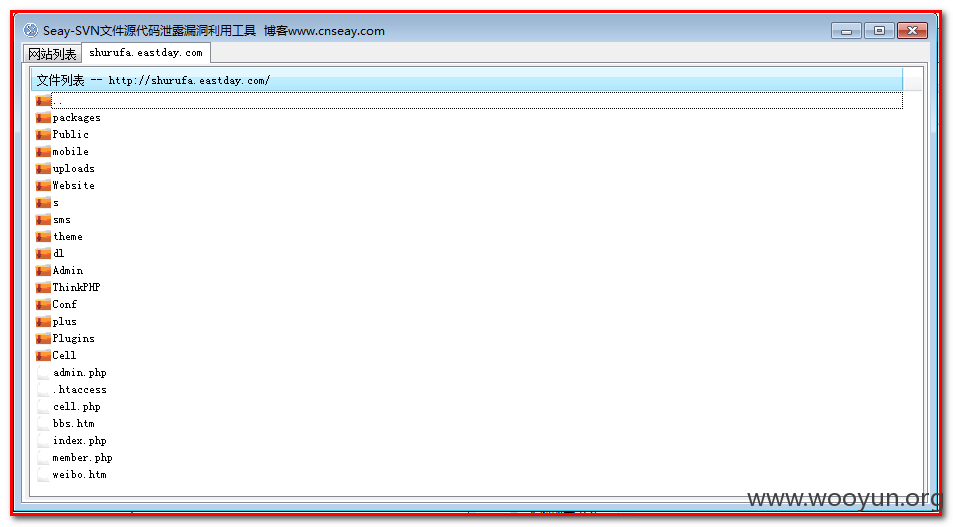 Seay-SVN文件源代码泄露漏洞利用工具 博客www.cnseay.com
网站列表 shurufa.eastday.com
文件列表 -- http://shurufa.eastday.com/
..
packages
Public
mobile
uploads
Website
s
sms
theme
dl
Admin
ThinkPHP
Conf
plus
Plugins
Cell
admin.php
.htaccess
cell.php
bbs.htm
index.php
member.php
weibo.htm
www.wooyun.org